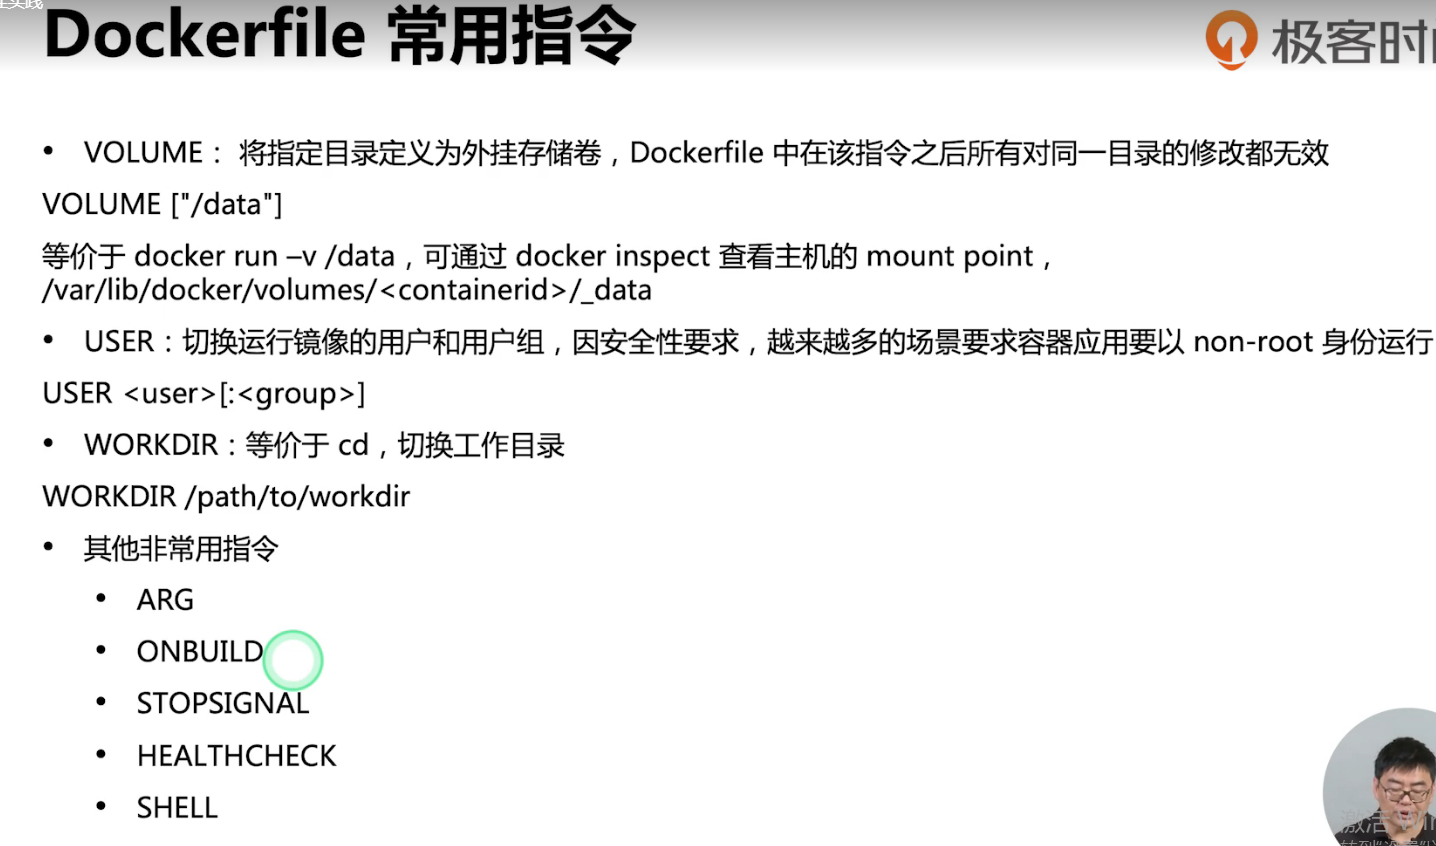 Dockerfile 常用指令
极客时
• VOLUME： 将指定目录定义为外挂存储卷，Dockerfile 中在该指令之后所有对同一目录的修改都无效
VOLUME ["/data"]
等价于 docker run –v /data，可通过 docker inspect 查看主机的 mount point，
/var/lib/docker/volumes/<containerid>/_data
• USER：切换运行镜像的用户和用户组，因安全性要求，越来越多的场景要求容器应用要以 non-root 身份运行
USER <user>[:<group>]
• WORKDIR：等价于 cd，切换工作目录
WORKDIR /path/to/workdir
• 其他非常用指令
• ARG
• ONBUILD
• STOPSIGNAL
• HEALTHCHECK
• SHELL
激活 Win